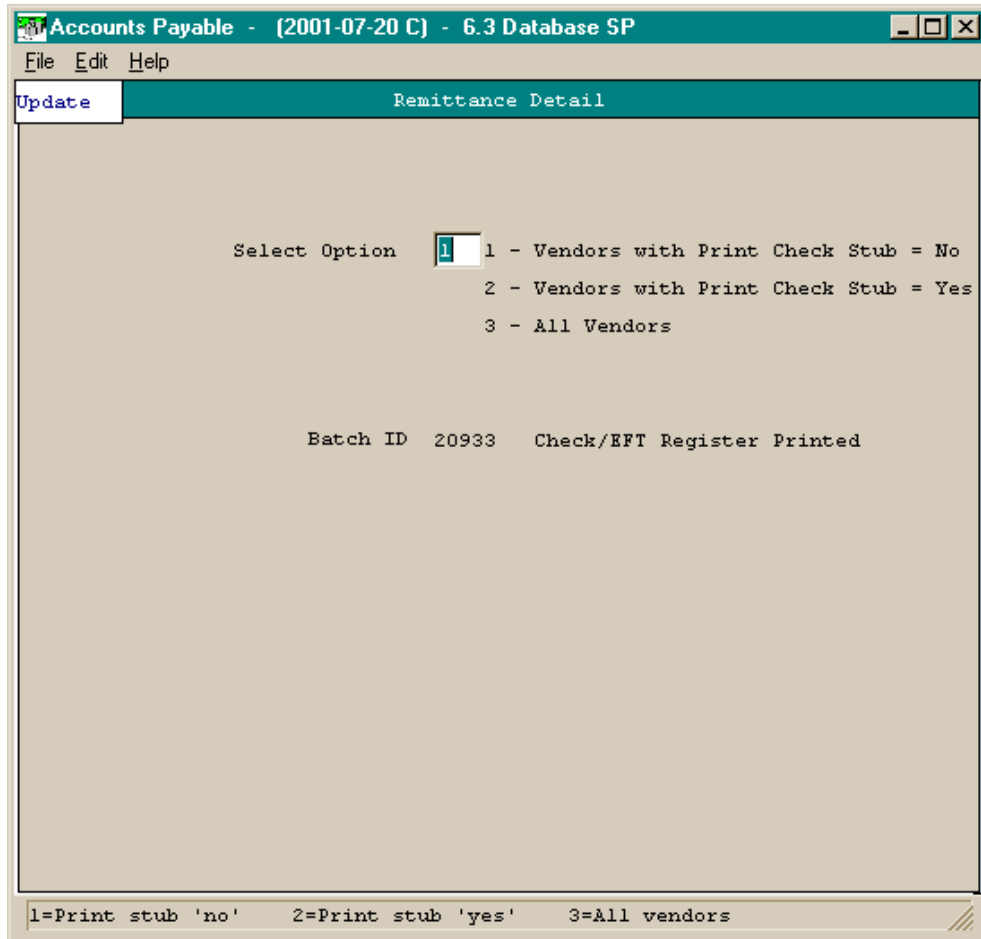 Accounts Payable - (2001-07-20 C) - 6.3 Database SP
File Edit Help
Update Remittance Detail
Select Option 1 1 - Vendors with Print Check Stub = No
2 - Vendors with Print Check Stub = Yes
3 - All Vendors
Batch ID 20933 Check/EFT Register Printed
1=Print stub 'no' 2=Print stub 'yes' 3=All vendors